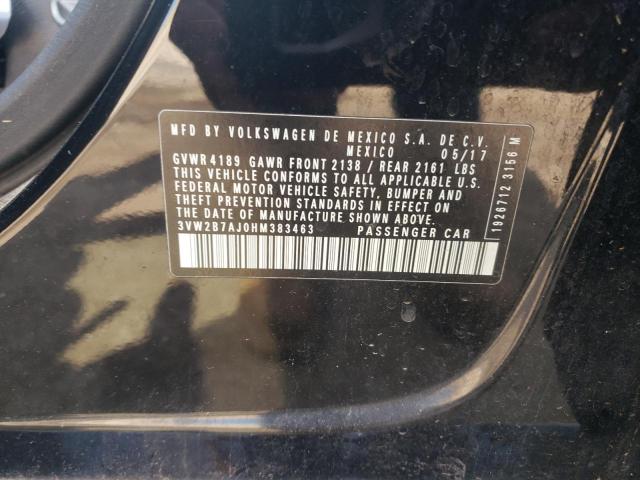 MFD BY VOLKSWAGEN DE MEXICO S.A. DE C.V.
MEXICO 05/17
GVWR 4189 GAWR FRONT 2138 / REAR 2161 LBS
THIS VEHICLE CONFORMS TO ALL APPLICABLE U.S.
FEDERAL MOTOR VEHICLE SAFETY, BUMPER AND
THEFT PREVENTION STANDARDS IN EFFECT ON
THE DATE OF MANUFACTURE SHOWN ABOVE.
3VW2B7AJ0HM383463 PASSENGER CAR
1926712 3156 M